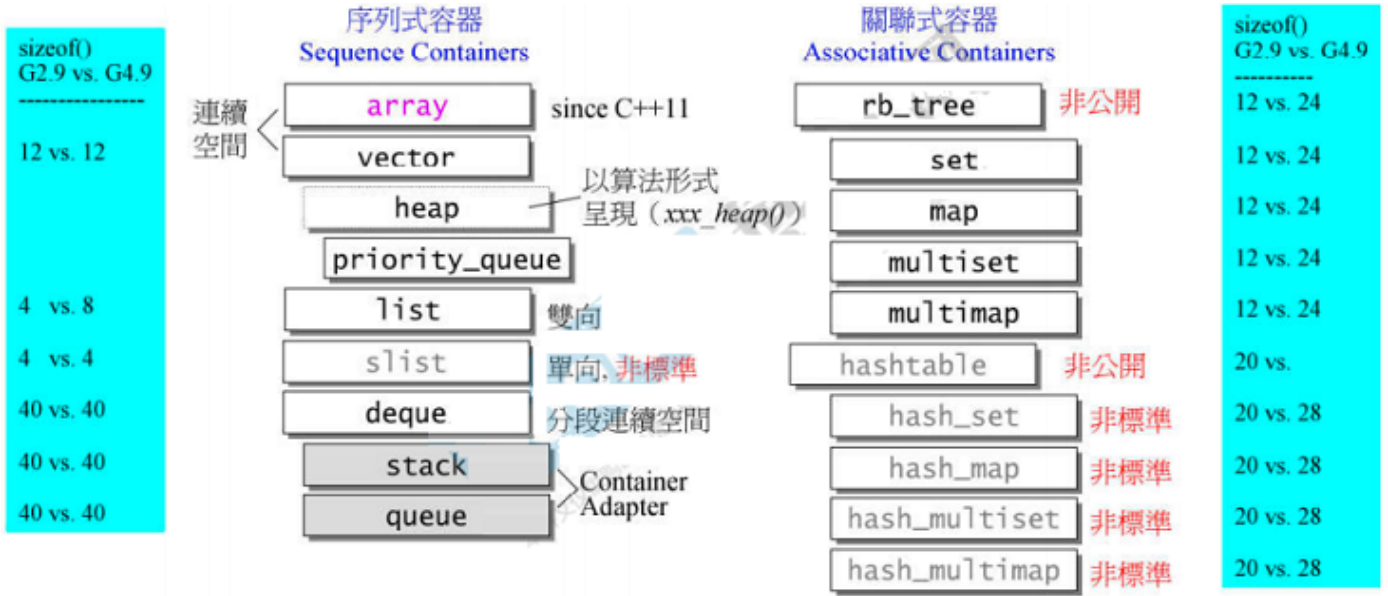 sizeof()
G2.9 vs. G4.9
-----------------
12 vs. 12
4 vs. 8
4 vs. 4
40 vs. 40
40 vs. 40
40 vs. 40
序列式容器
Sequence Containers
連續
空間
array
since C++11
vector
heap
以算法形式
呈現(xxx_heap())
priority_queue
list
雙向
slist
單向, 非標準
deque
分段連續空間
stack
queue
Container
Adapter
關聯式容器
Associative Containers
rb_tree
非公開
set
map
multiset
multimap
hashtable
非公開
hash_set
非標準
hash_map
非標準
hash_multiset
非標準
hash_multimap
非標準
sizeof()
G2.9 vs. G4.9
----------
12 vs. 24
12 vs. 24
12 vs. 24
12 vs. 24
12 vs. 24
20 vs.
20 vs. 28
20 vs. 28
20 vs. 28
20 vs. 28